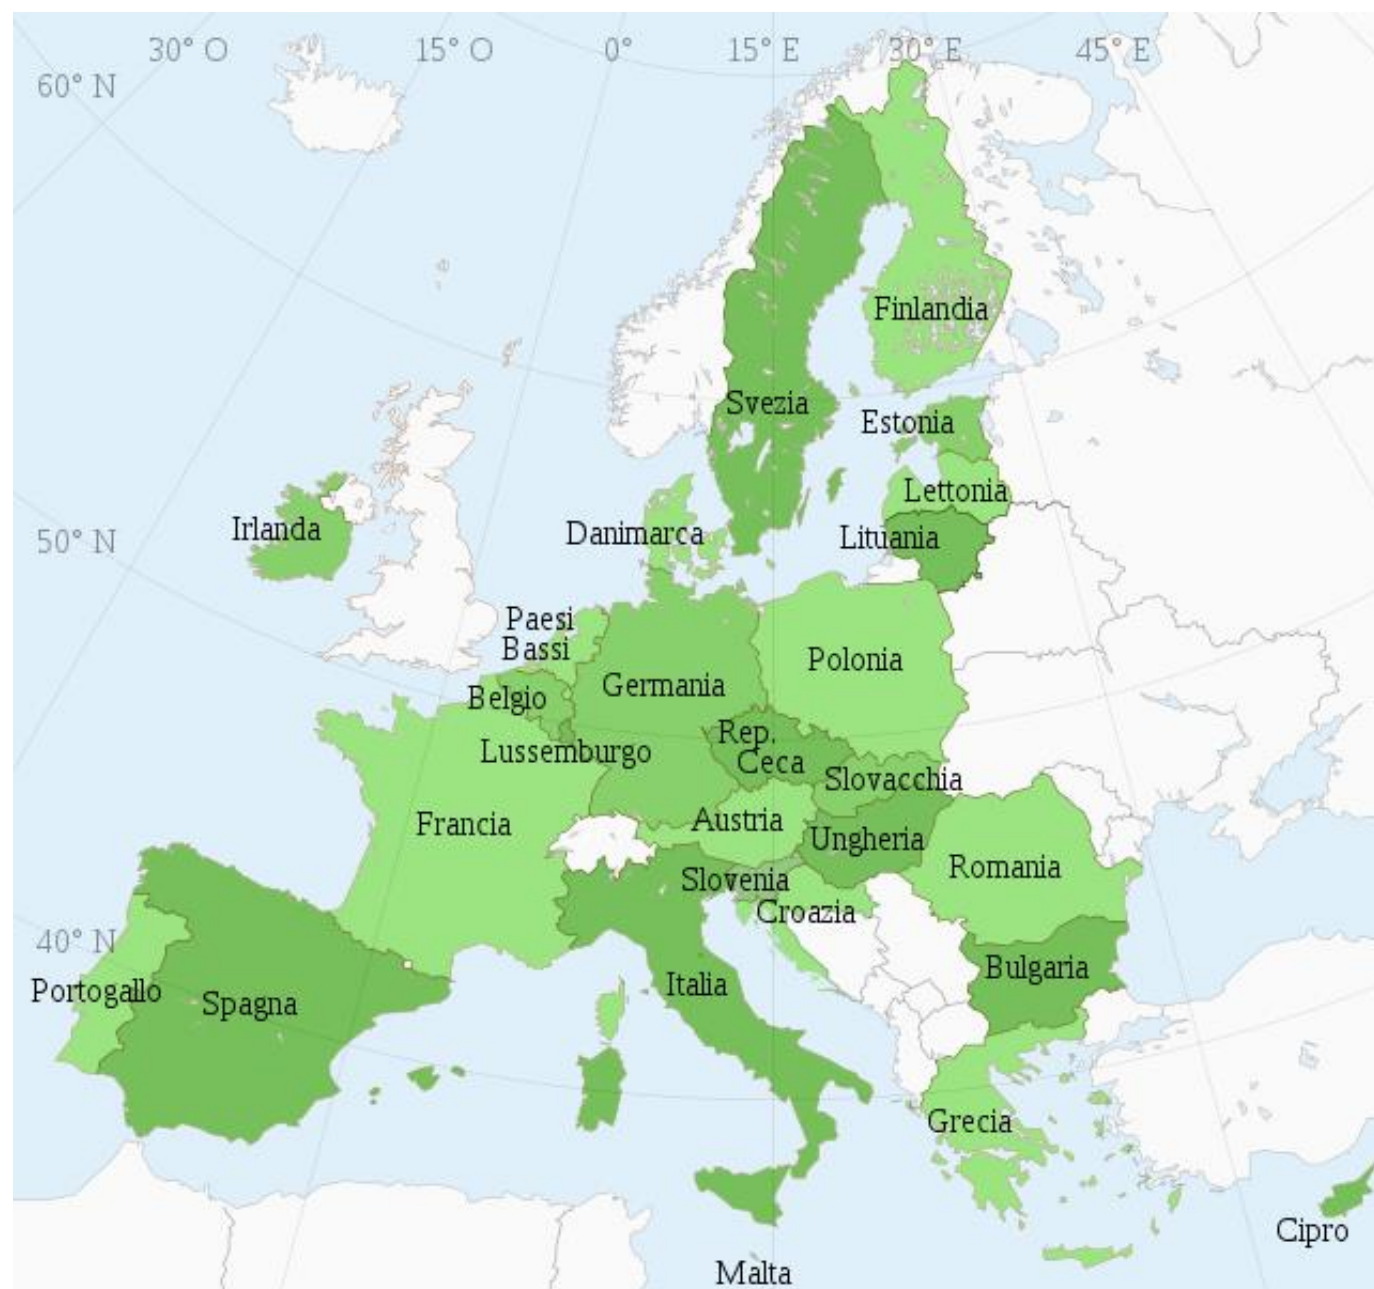 30° O
15° O
0°
15° E
30° E
45° E
60° N
Finlandia
Svezia
Estonia
Lettonia
Irlanda
Danimarca
Lituania
50° N
Paesi
Bassi
Polonia
Germania
Belgio
Rep.
Ceca
Lussemburgo
Slovacchia
Francia
Austria
Ungheria
Romania
Slovenia
Croazia
40° N
Bulgaria
Italia
Portogallo
Spagna
Grecia
Cipro
Malta